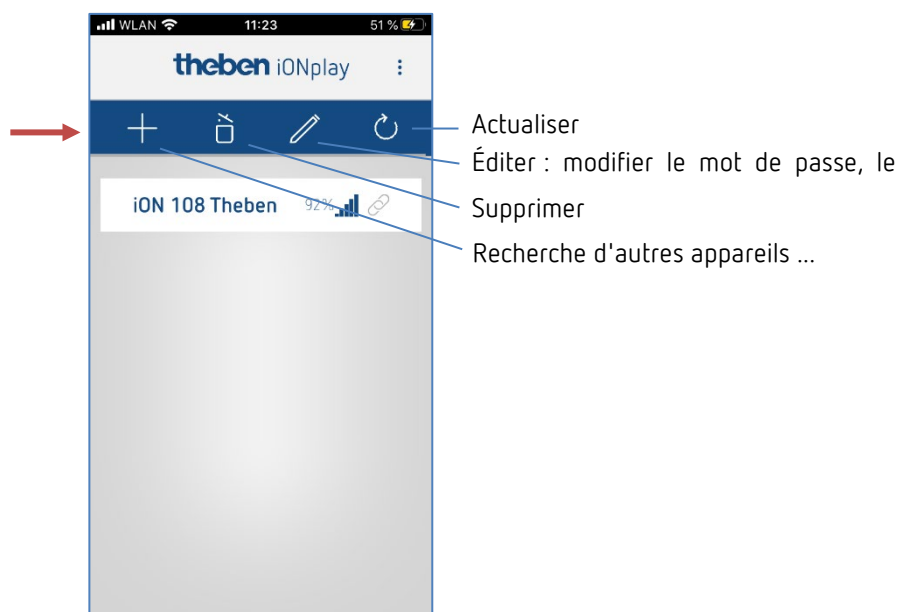 WLAN 11:23 51 %
theben iONplay
Actualiser
Éditer : modifier le mot de passe, le
Supprimer
iON 108 Theben 92%
Recherche d'autres appareils ...